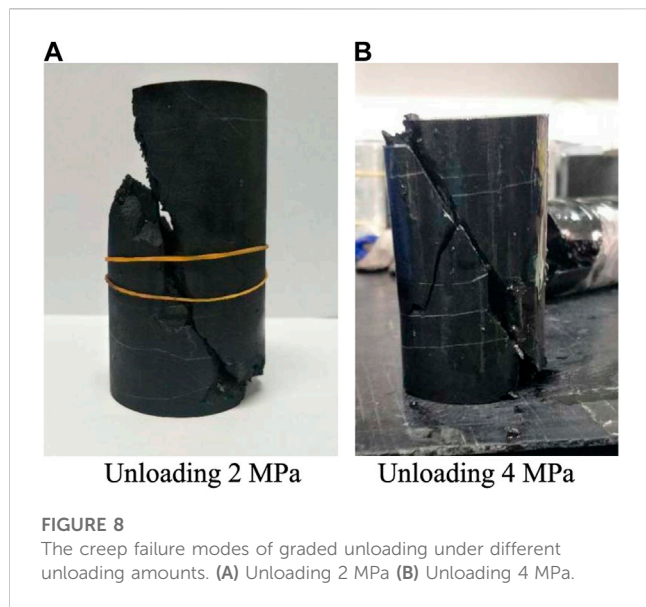 A
B
Unloading 2 MPa
Unloading 4 MPa
FIGURE 8
The creep failure modes of graded unloading under different
unloading amounts. (A) Unloading 2 MPa (B) Unloading 4 MPa.